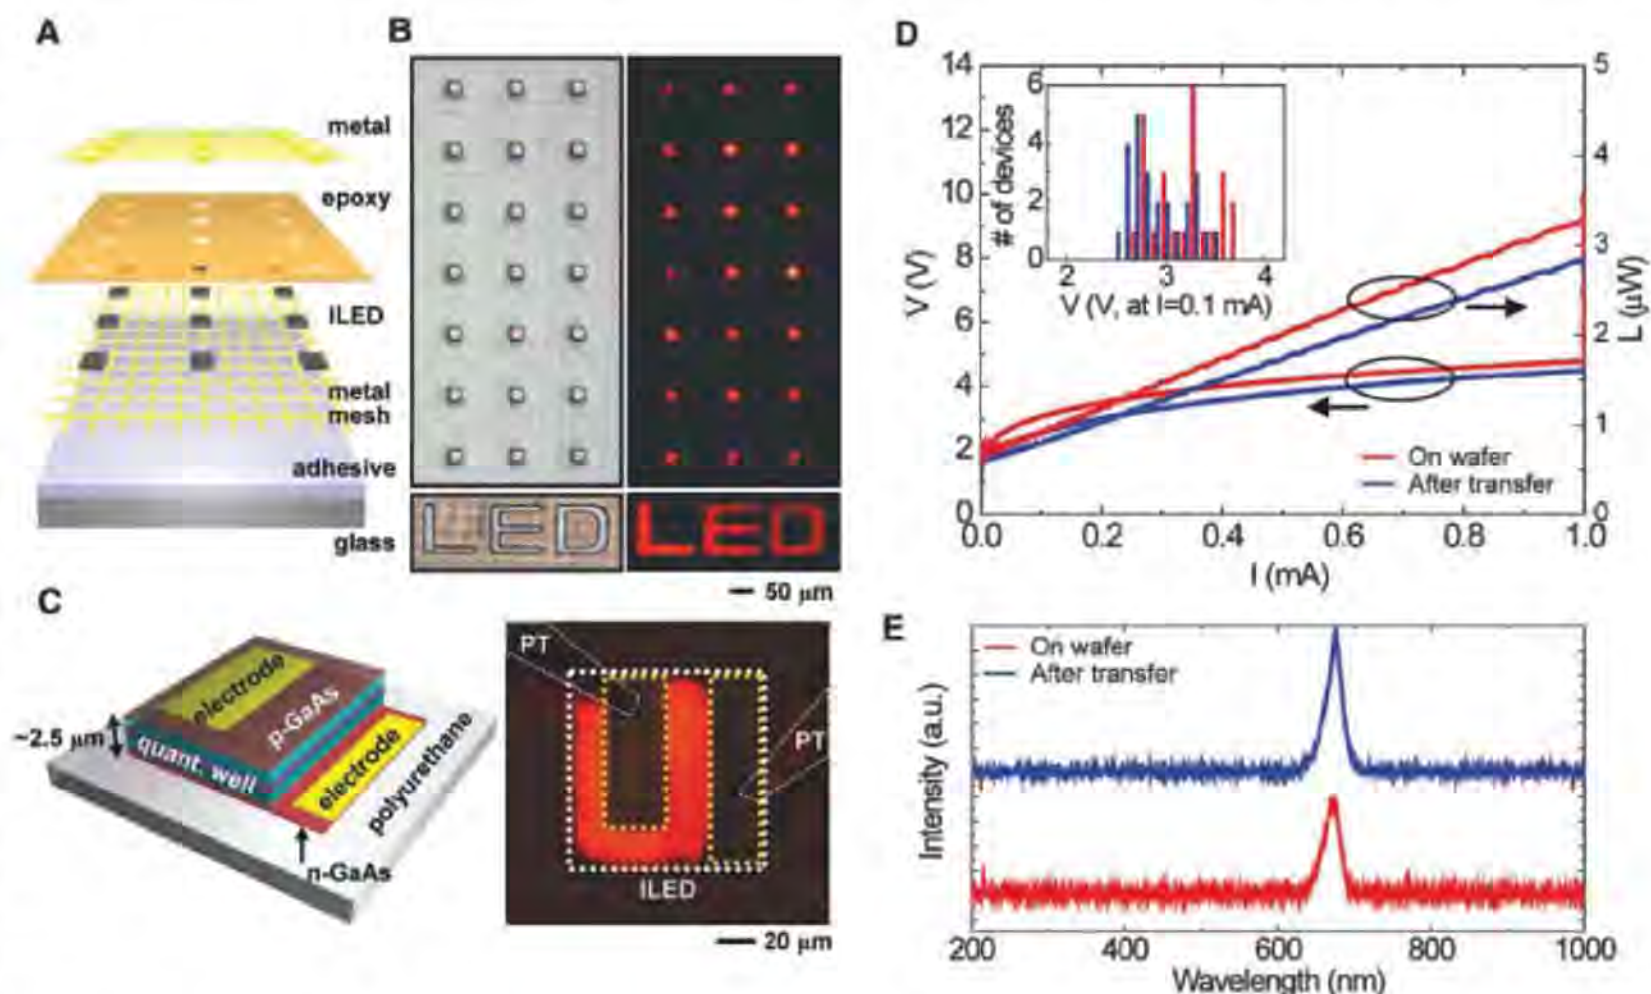 A
metal
epoxy
ILED
metal
mesh
adhesive
glass
B
LED
LED
50 μm
C
electrode
p-GaAs
~2.5 μm
quant. well
electrode
polyurethane
n-GaAs
PT
PT
ILED
20 μm
D
14
12
10
8
6
4
2
0
V (V)
6
4
2
0
# of devices
2
3
4
V (V, at I=0.1 mA)
5
4
3
2
1
0
L (μW)
On wafer
After transfer
0.0
0.2
0.4
0.6
0.8
1.0
I (mA)
E
On wafer
After transfer
Intensity (a.u.)
200
400
600
800
1000
Wavelength (nm)